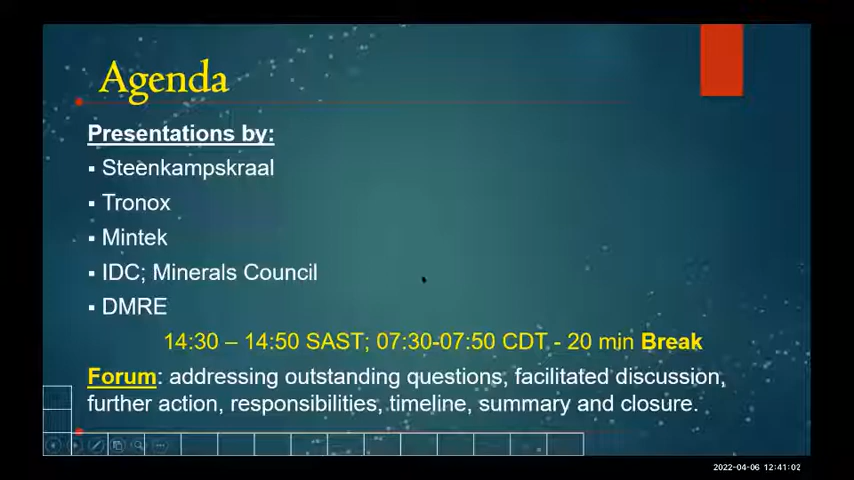 Agenda
Presentations by:
▪ Steenkampskraal
▪ Tronox
▪ Mintek
▪ IDC; Minerals Council
▪ DMRE
14:30 – 14:50 SAST; 07:30-07:50 CDT - 20 min Break
Forum: addressing outstanding questions, facilitated discussion,
further action, responsibilities, timeline, summary and closure.
2022-04-06 12:41:02